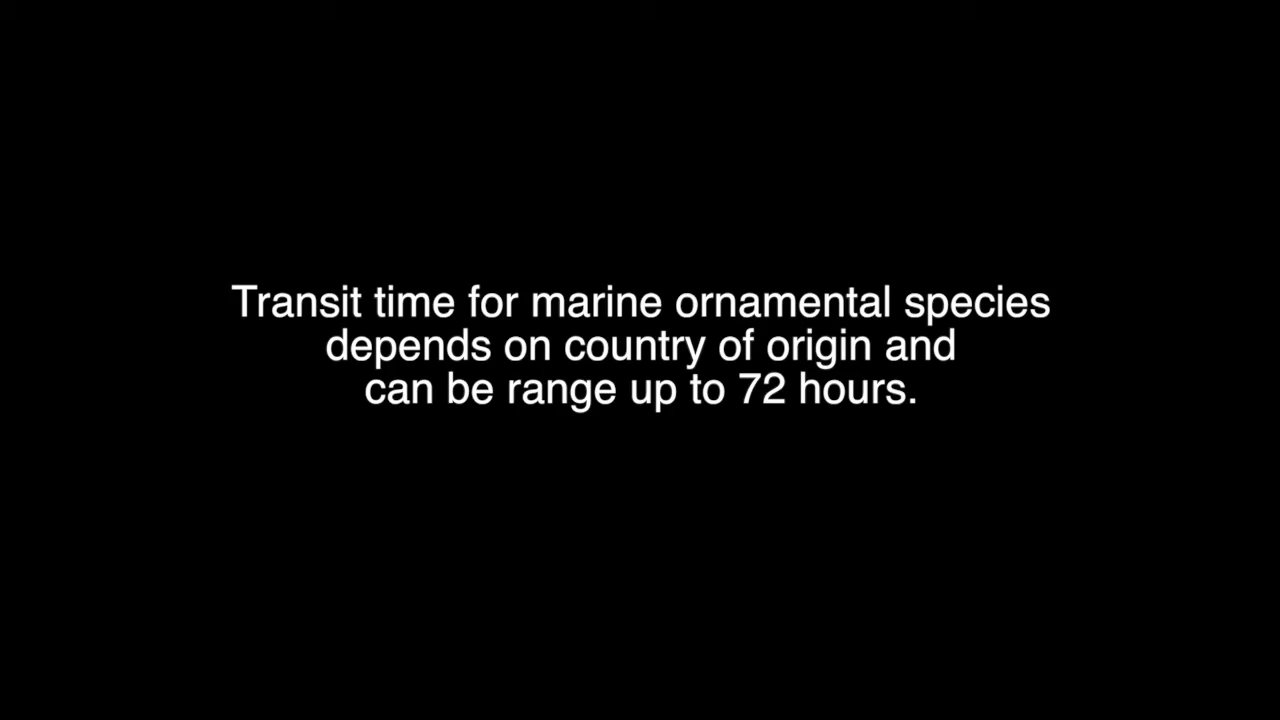 Transit time for marine ornamental species
depends on country of origin and
can be range up to 72 hours.